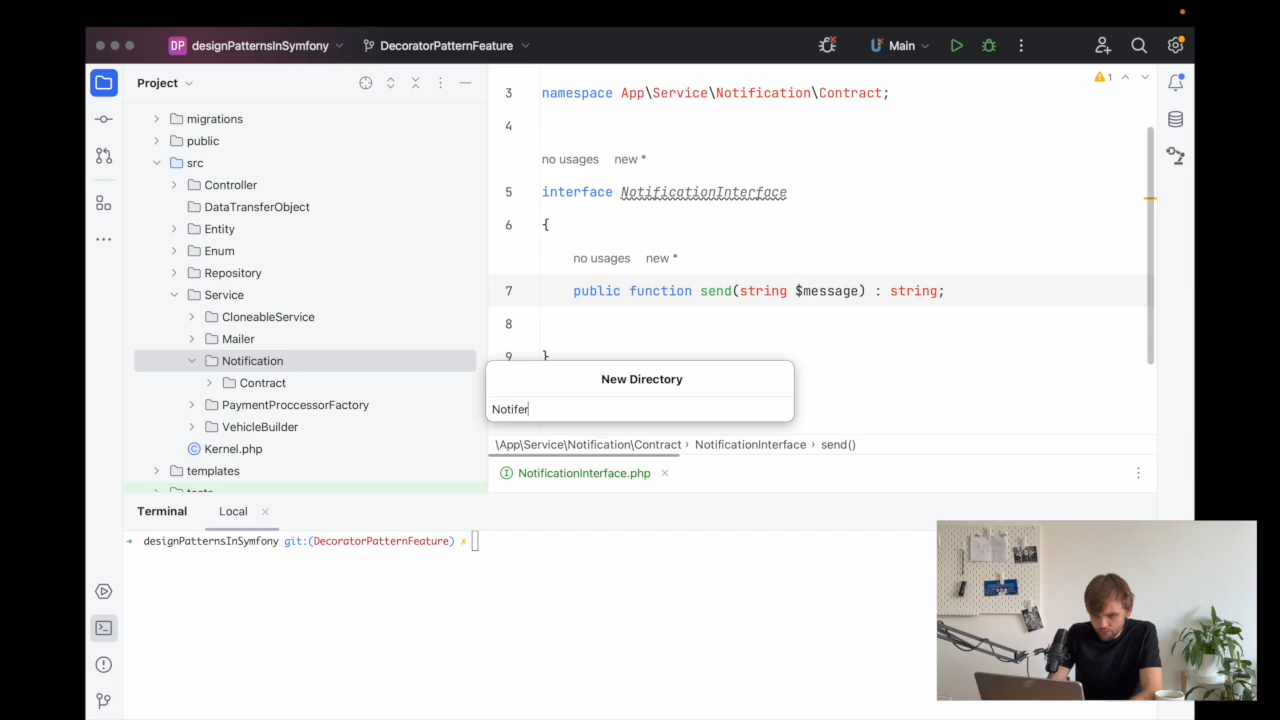 DP designPatternsInSymfony DecoratorPatternFeature Main
Project
migrations
public
src
Controller
DataTransferObject
Entity
Enum
Repository
Service
CloneableService
Mailer
Notification
Contract
PaymentProccessorFactory
VehicleBuilder
Kernel.php
templates
tests
1
3 namespace App\Service\Notification\Contract;
4
no usages new *
5 interface NotificationInterface
6 {
no usages new *
7 public function send(string $message) : string;
8
9 }
New Directory
Notifer
\App\Service\Notification\Contract › NotificationInterface › send()
NotificationInterface.php
Terminal Local
designPatternsInSymfony git:(DecoratorPatternFeature) ✗